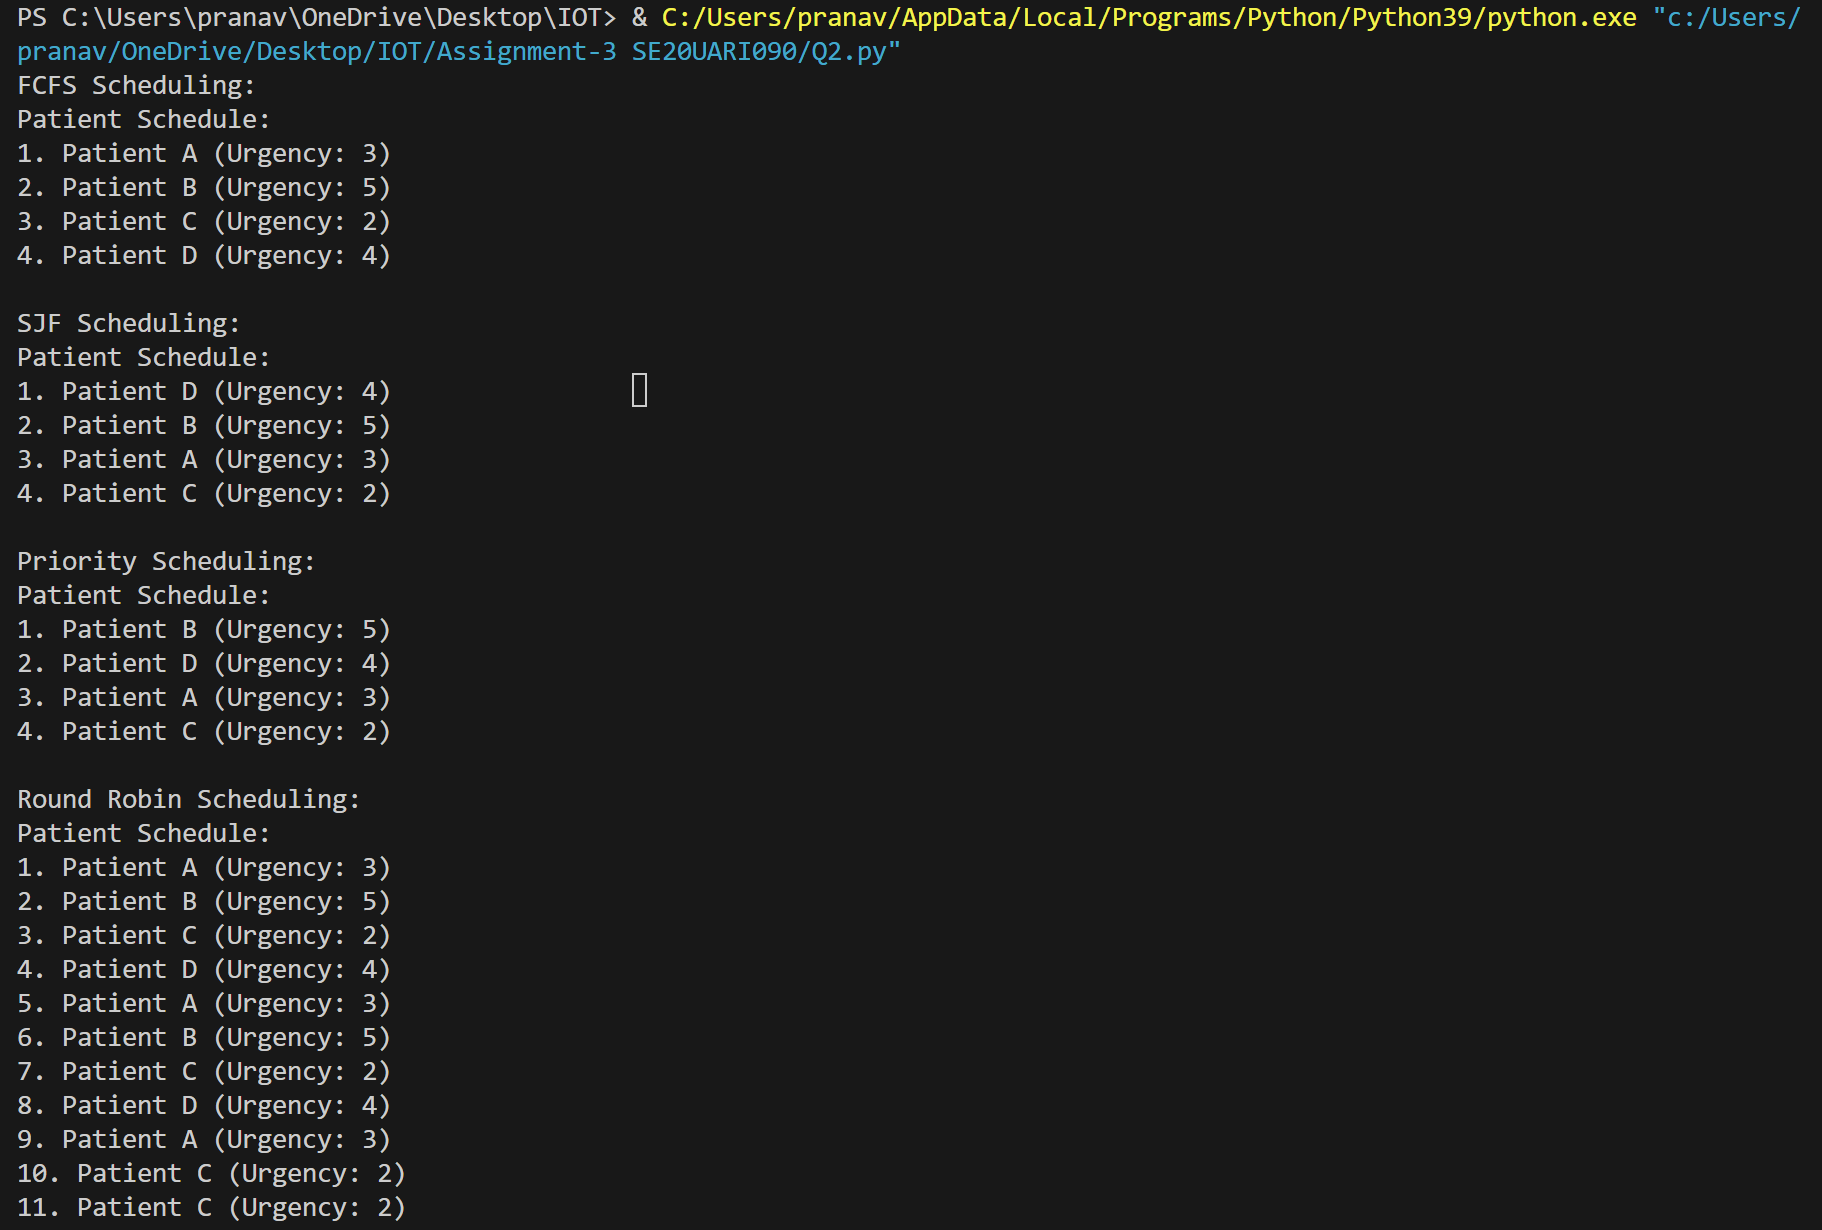 PS C:\Users\pranav\OneDrive\Desktop\IOT> & C:/Users/pranav/AppData/Local/Programs/Python/Python39/python.exe "c:/Users/
pranav/OneDrive/Desktop/IOT/Assignment-3 SE20UARI090/Q2.py"
FCFS Scheduling:
Patient Schedule:
1. Patient A (Urgency: 3)
2. Patient B (Urgency: 5)
3. Patient C (Urgency: 2)
4. Patient D (Urgency: 4)

SJF Scheduling:
Patient Schedule:
1. Patient D (Urgency: 4)
2. Patient B (Urgency: 5)
3. Patient A (Urgency: 3)
4. Patient C (Urgency: 2)

Priority Scheduling:
Patient Schedule:
1. Patient B (Urgency: 5)
2. Patient D (Urgency: 4)
3. Patient A (Urgency: 3)
4. Patient C (Urgency: 2)

Round Robin Scheduling:
Patient Schedule:
1. Patient A (Urgency: 3)
2. Patient B (Urgency: 5)
3. Patient C (Urgency: 2)
4. Patient D (Urgency: 4)
5. Patient A (Urgency: 3)
6. Patient B (Urgency: 5)
7. Patient C (Urgency: 2)
8. Patient D (Urgency: 4)
9. Patient A (Urgency: 3)
10. Patient C (Urgency: 2)
11. Patient C (Urgency: 2)